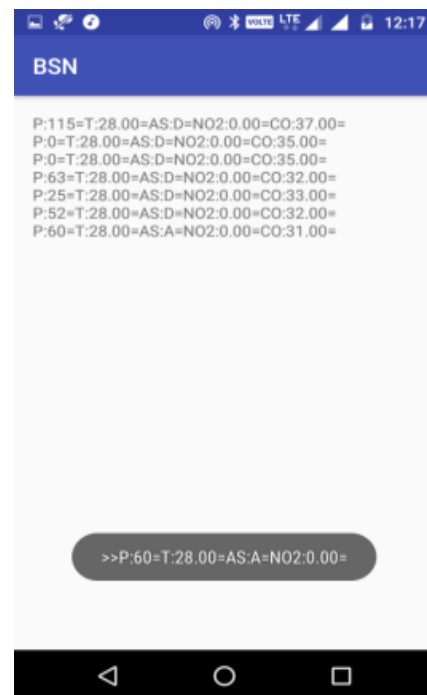 VOLTE LTE 12:17
BSN
P:115=T:28.00=AS:D=NO2:0.00=CO:37.00=
P:0=T:28.00=AS:D=NO2:0.00=CO:35.00=
P:0=T:28.00=AS:D=NO2:0.00=CO:35.00=
P:63=T:28.00=AS:D=NO2:0.00=CO:32.00=
P:25=T:28.00=AS:D=NO2:0.00=CO:33.00=
P:52=T:28.00=AS:D=NO2:0.00=CO:32.00=
P:60=T:28.00=AS:A=NO2:0.00=CO:31.00=
>>P:60=T:28.00=AS:A=NO2:0.00=